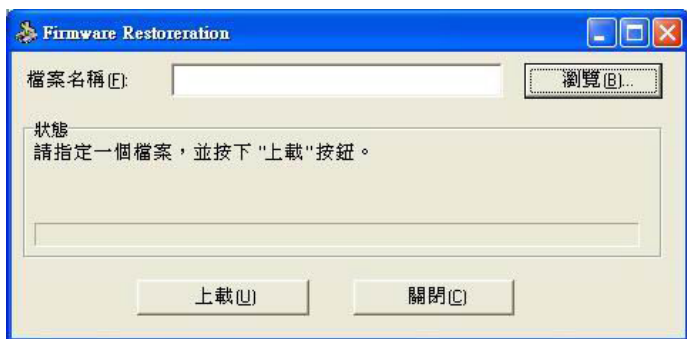 Firmware Restoreration
檔案名稱(F):
瀏覽(B)...
狀態
請指定一個檔案，並按下 "上載"按鈕。
上載(U)
關閉(C)